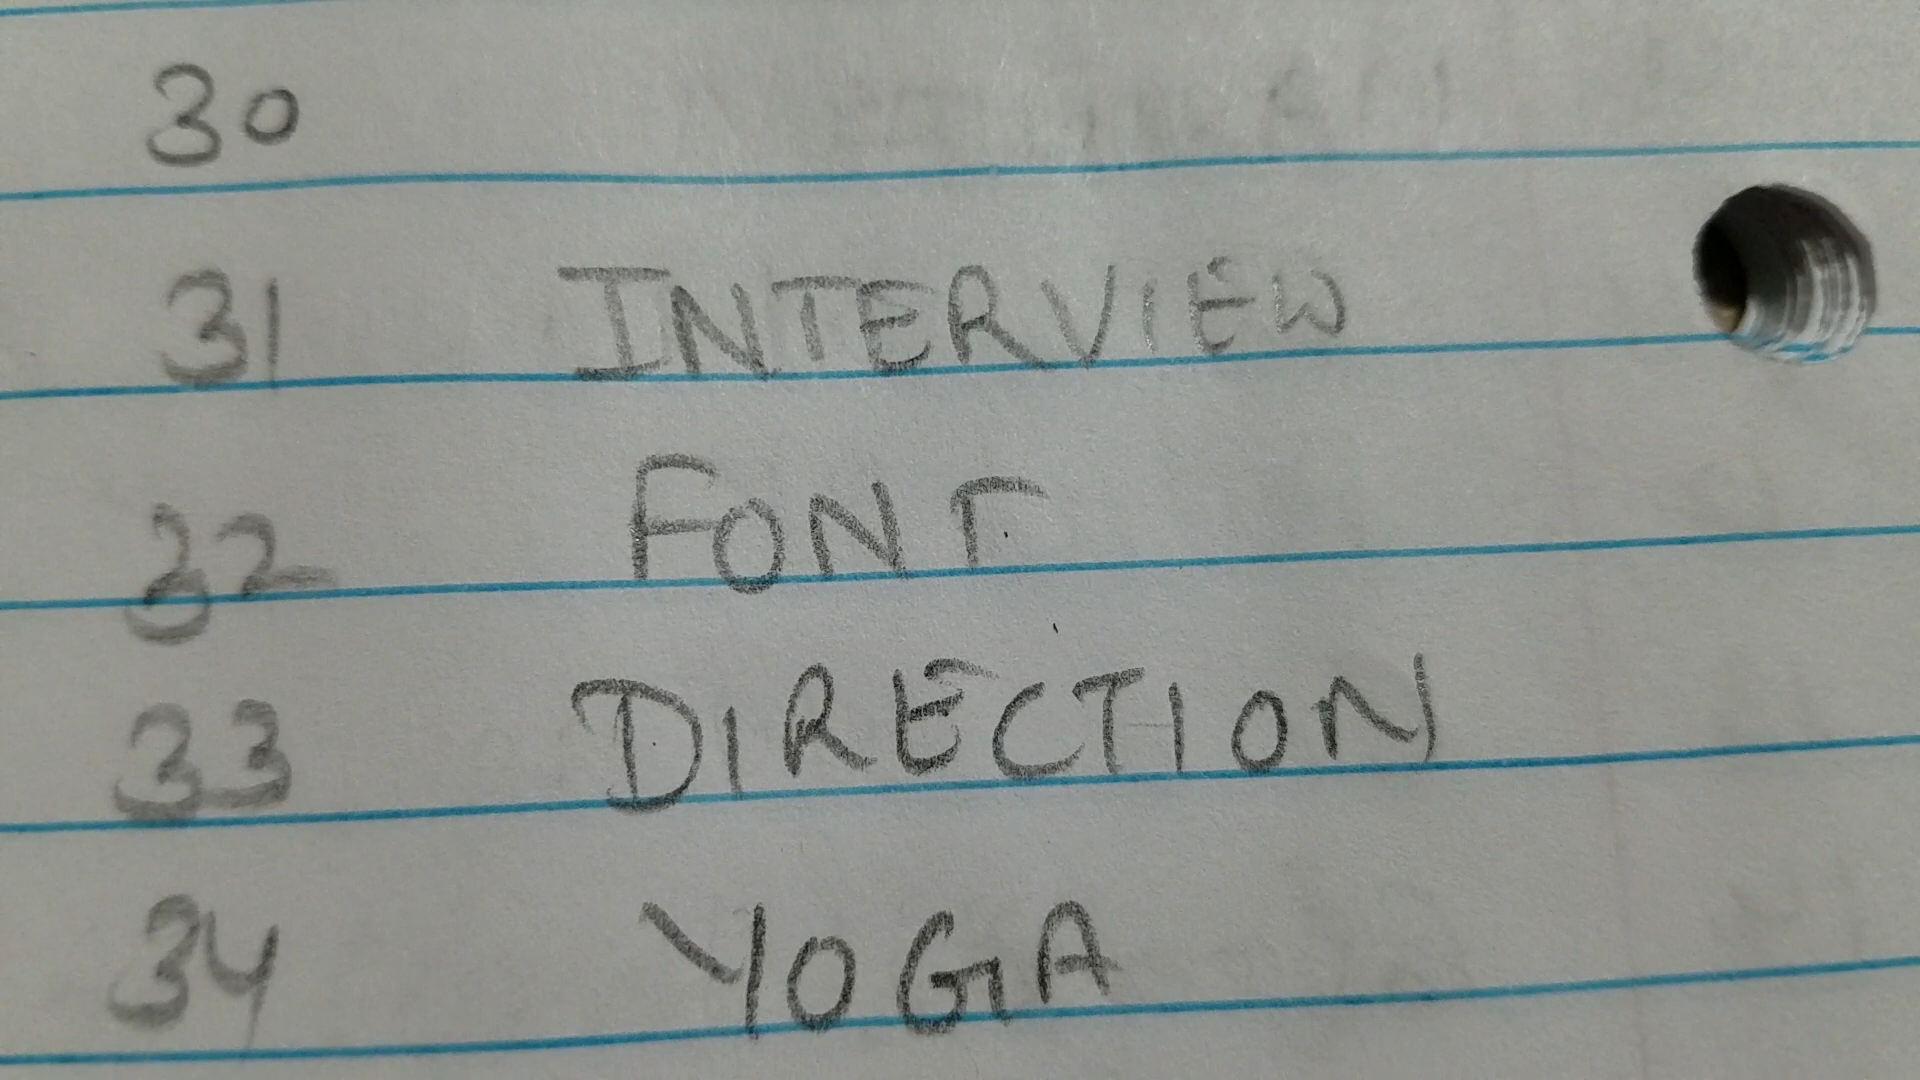 30
31 INTERVIEW
32 FONT
33 DIRECTION
34 YOGA